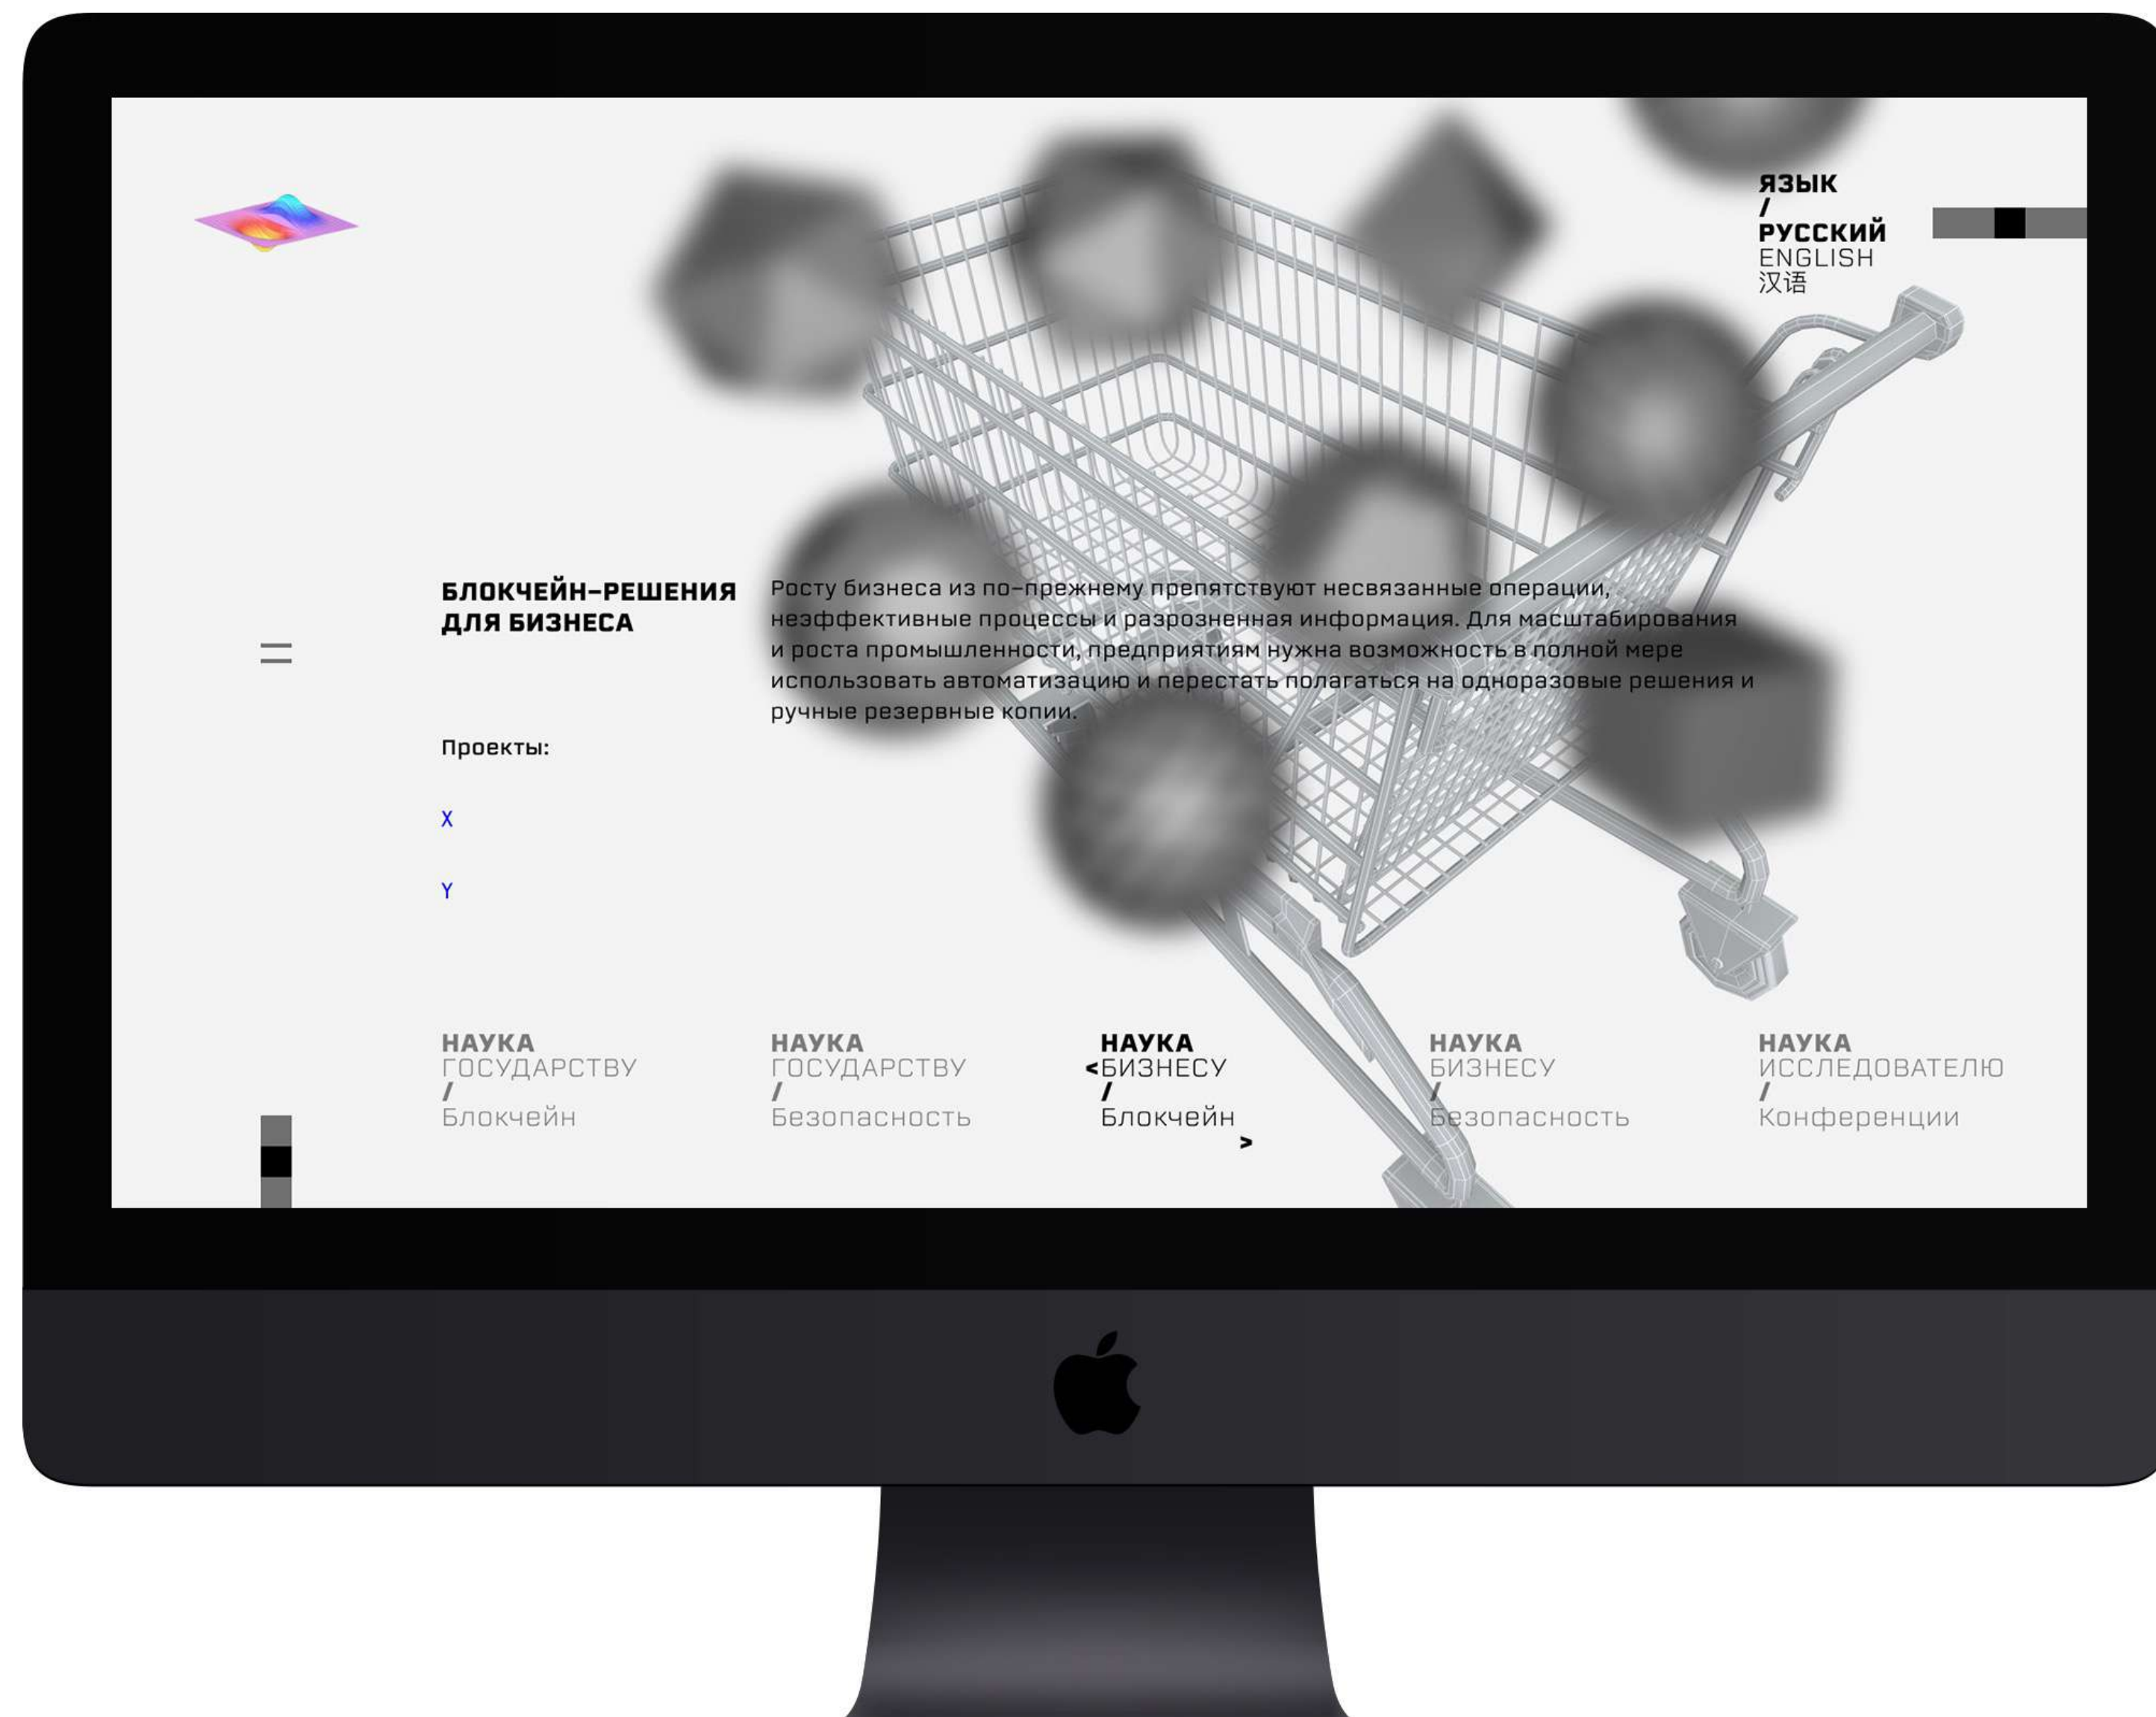 ЯЗЫК
/
РУССКИЙ
ENGLISH
汉语
БЛОКЧЕЙН–РЕШЕНИЯ
ДЛЯ БИЗНЕСА
Росту бизнеса из по–прежнему препятствуют несвязанные операции,
неэффективные процессы и разрозненная информация. Для масштабирования
и роста промышленности, предприятиям нужна возможность в полной мере
использовать автоматизацию и перестать полагаться на одноразовые решения и
ручные резервные копии.
Проекты:
X
Y
НАУКА
ГОСУДАРСТВУ
/
Блокчейн
НАУКА
ГОСУДАРСТВУ
/
Безопасность
НАУКА
<БИЗНЕСУ
/
Блокчейн
>
НАУКА
БИЗНЕСУ
/
Безопасность
НАУКА
ИССЛЕДОВАТЕЛЮ
/
Конференции